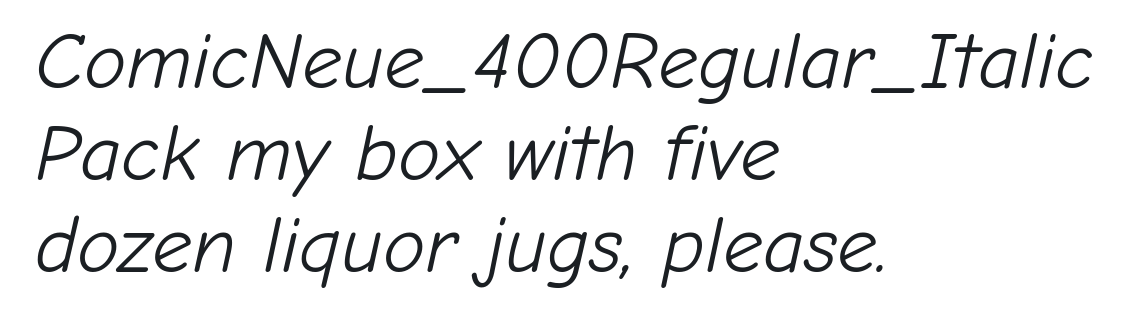 ComicNeue_400Regular_Italic
Pack my box with five
dozen liquor jugs, please.